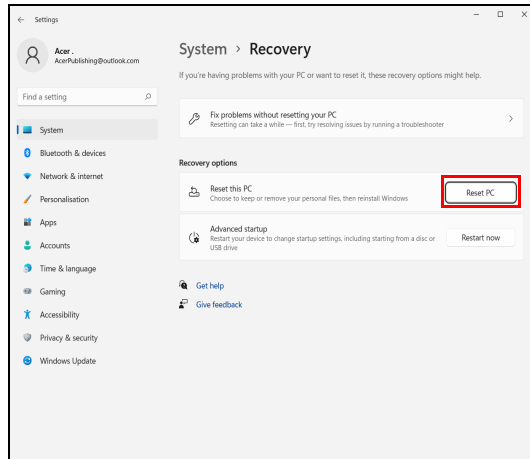 Settings
Acer .
AcerPublishing@outlook.com
Find a setting
System
Bluetooth & devices
Network & internet
Personalisation
Apps
Accounts
Time & language
Gaming
Accessibility
Privacy & security
Windows Update
System > Recovery
If you're having problems with your PC or want to reset it, these recovery options might help.
Fix problems without resetting your PC
Resetting can take a while — first, try resolving issues by running a troubleshooter
Recovery options
Reset this PC
Choose to keep or remove your personal files, then reinstall Windows
Reset PC
Advanced startup
Restart your device to change startup settings, including starting from a disc or
USB drive
Restart now
Get help
Give feedback